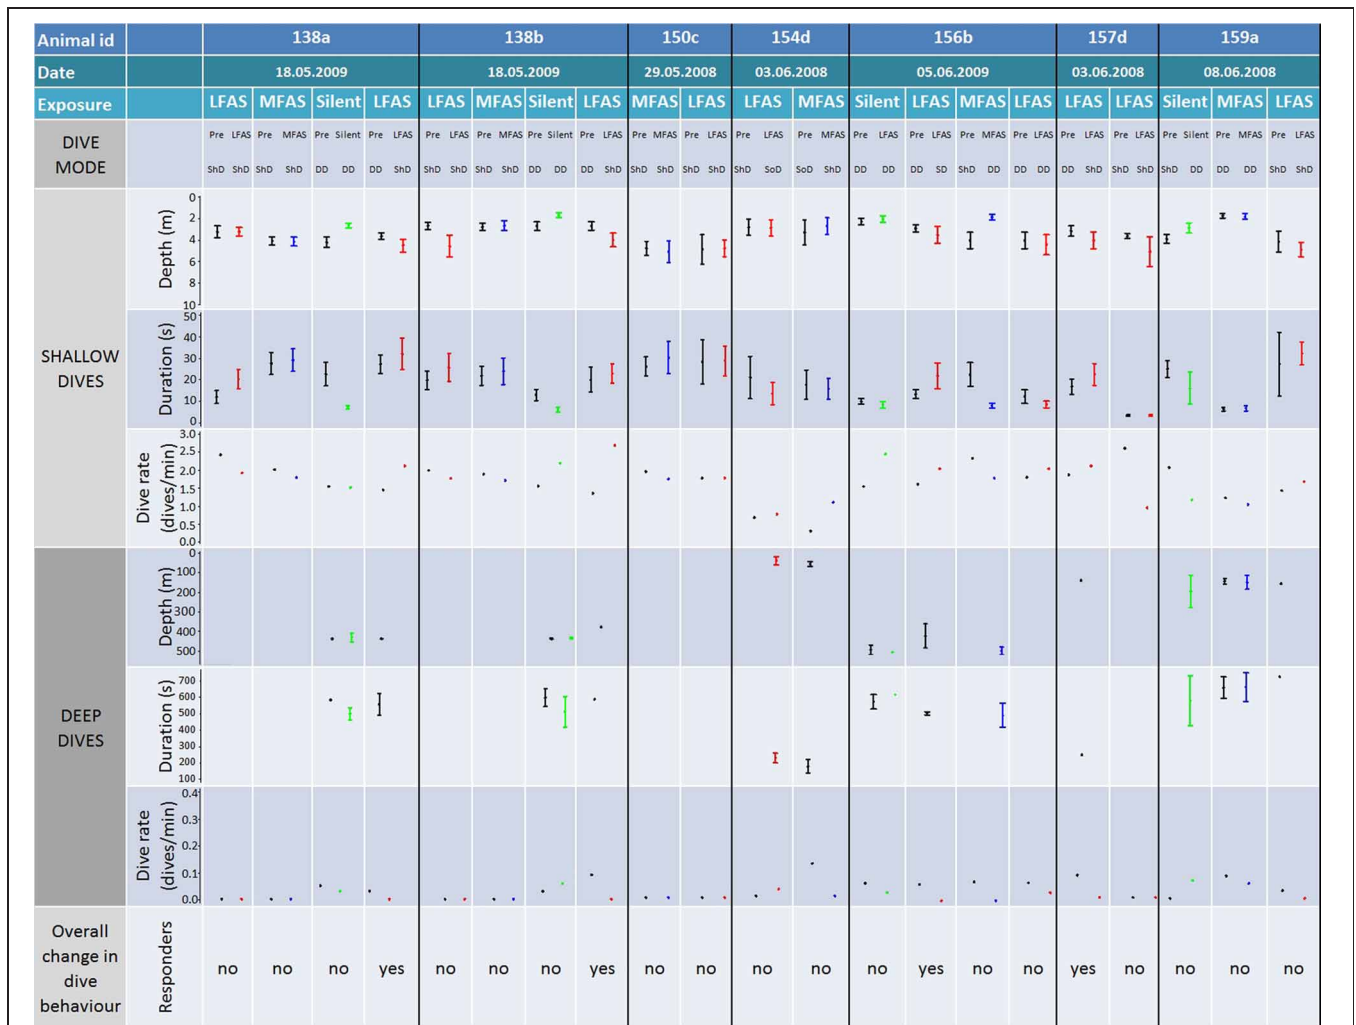 Animal id 138a 138b 150c 154d 156b 157d 159a
Date 18.05.2009 18.05.2009 29.05.2008 03.06.2008 05.06.2009 03.06.2008 08.06.2008
Exposure LFAS MFAS Silent LFAS LFAS MFAS Silent LFAS MFAS LFAS LFAS MFAS Silent LFAS MFAS LFAS LFAS LFAS Silent MFAS LFAS
DIVE MODE
Pre LFAS Pre MFAS Pre Silent Pre LFAS Pre LFAS Pre MFAS Pre Silent Pre LFAS Pre MFAS Pre LFAS Pre LFAS Pre MFAS Pre Silent Pre LFAS Pre MFAS Pre LFAS Pre LFAS Pre LFAS Pre Silent Pre MFAS Pre LFAS
ShD ShD ShD ShD DD DD DD ShD ShD ShD ShD ShD DD DD DD ShD ShD ShD ShD ShD ShD SoD SoD ShD DD DD DD SD DD DD DD DD DD ShD ShD ShD ShD DD DD DD ShD ShD
SHALLOW DIVES
Depth (m)
0
2
4
6
8
10
Duration (s)
50
40
30
20
10
0
Dive rate (dives/min)
3.0
2.5
2.0
1.5
1.0
0.5
0.0
DEEP DIVES
Depth (m)
0
100
200
300
400
500
Duration (s)
700
600
500
400
300
200
100
Dive rate (dives/min)
0.4
0.3
0.2
0.1
0.0
Overall change in dive behaviour
Responders
no no no yes no no no yes no no no no no yes no no yes no no no no